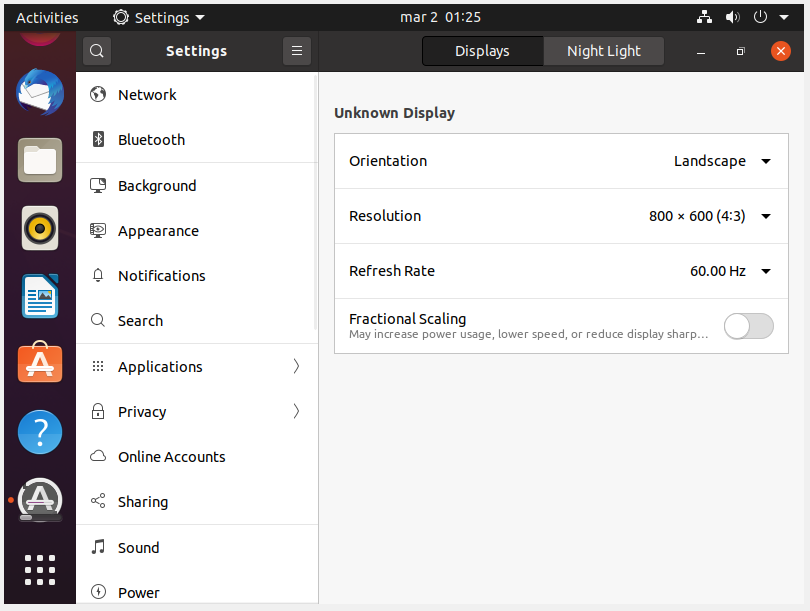 Activities
Settings
mar 2 01:25
Settings
Displays
Night Light
Network
Bluetooth
Background
Appearance
Notifications
Search
Applications
Privacy
Online Accounts
Sharing
Sound
Power
Unknown Display
Orientation
Landscape
Resolution
800 × 600 (4:3)
Refresh Rate
60.00 Hz
Fractional Scaling
May increase power usage, lower speed, or reduce display sharp…